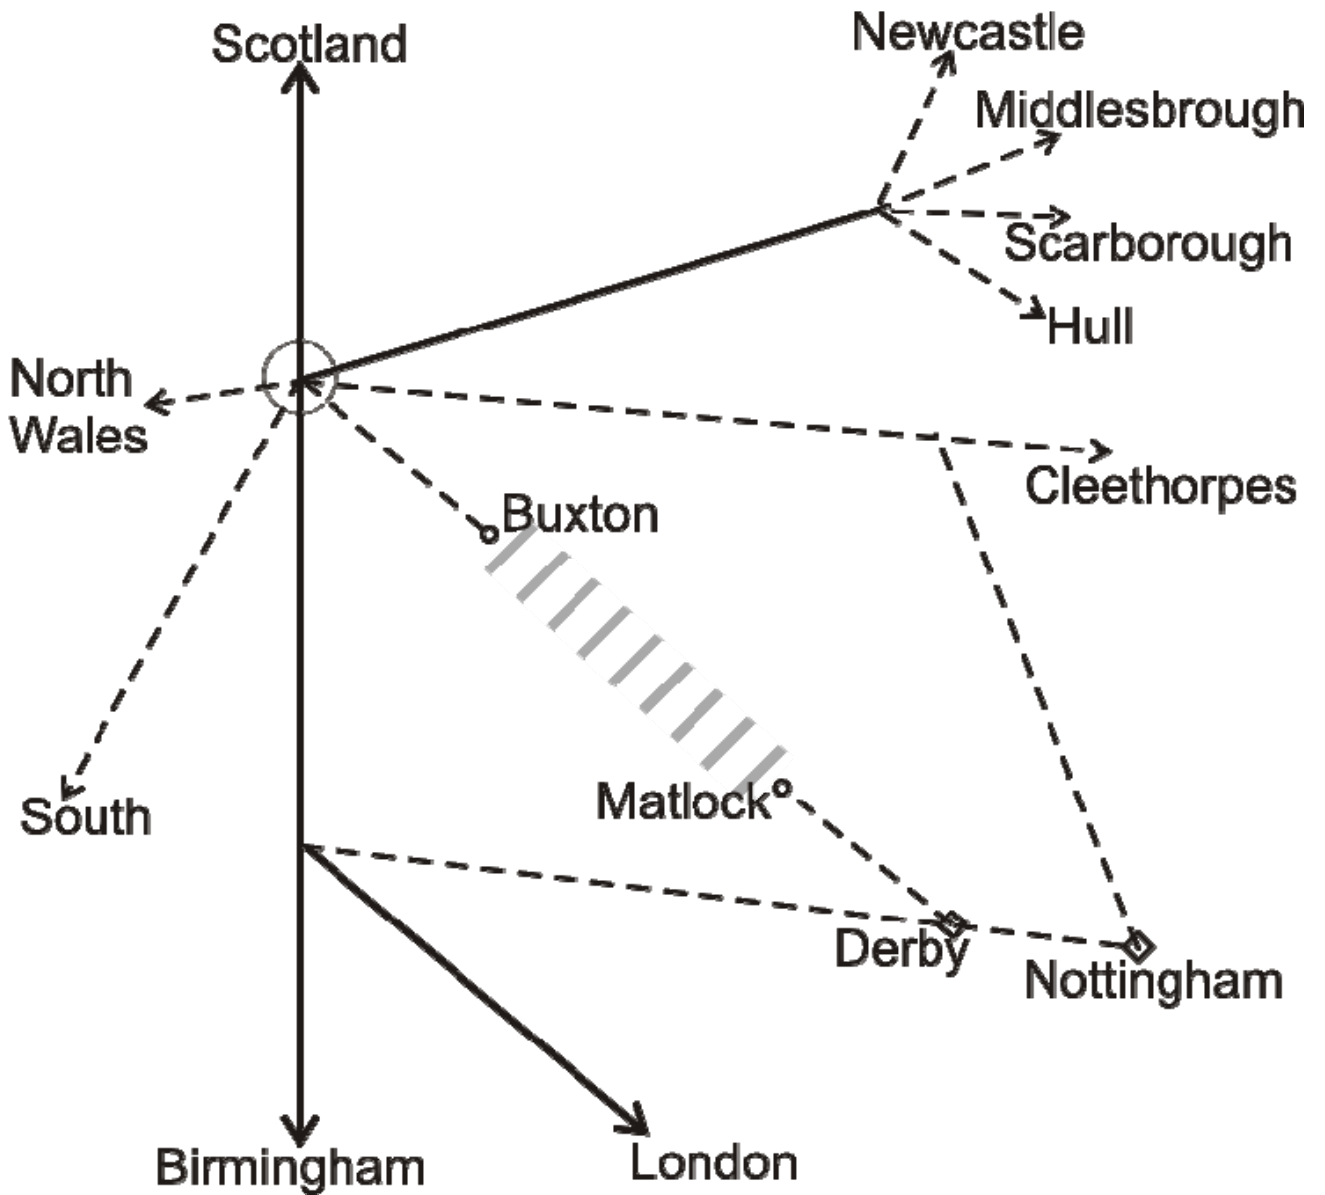 Scotland
Newcastle
Middlesbrough
Scarborough
Hull
North
Wales
Cleethorpes
Buxton
South
Matlock
Derby
Nottingham
Birmingham
London